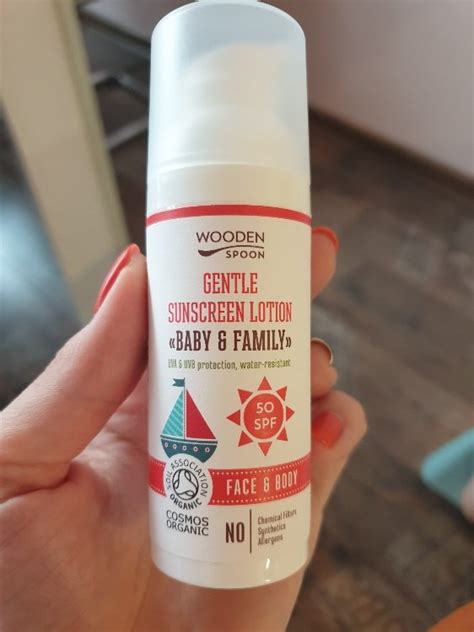 WOODEN
SPOON
GENTLE
SUNSCREEN LOTION
«BABY & FAMILY»
UVA & UVB protection, water-resistant
50
SPF
SOIL ASSOCIATION
ORGANIC
COSMOS
ORGANIC
FACE & BODY
NO
Chemical Filters
Synthetics
Allergens